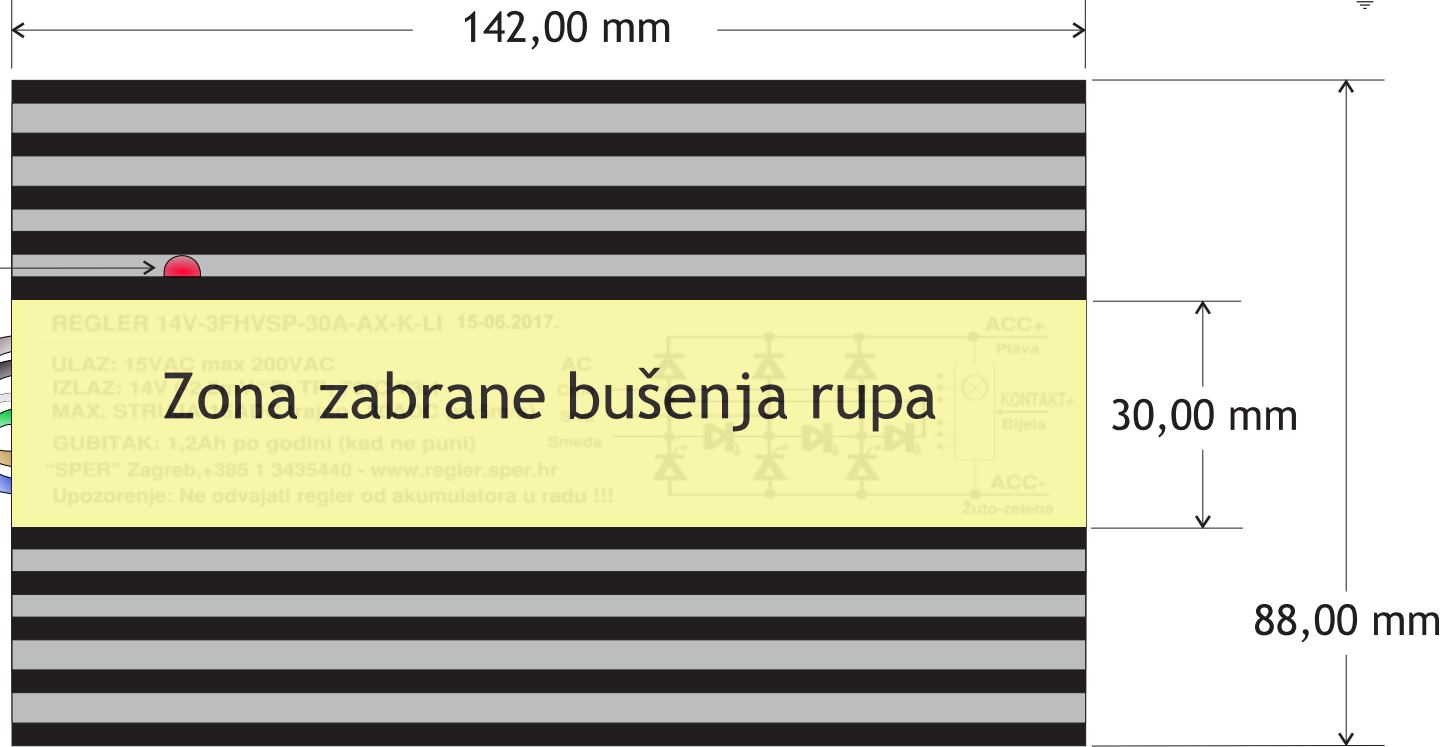 142,00 mm
REGLER 14V-3FHVSP-30A-AX-K-LI 15-06.2017.
ACC+
Plava
ULAZ: 15VAC max 200VAC
AC
IZLAZ: 14V
KONTAKT+
MAX.
Bijela
Zona zabrane bušenja rupa
30,00 mm
GUBITAK: 1,2Ah po godini (kad ne puni)
Smeđa
"SPER" Zagreb,+385 1 3435440 - www.regler.sper.hr
ACC-
Upozorenje: Ne odvajati regler od akumulatora u radu !!!
Žuto-zelena
88,00 mm